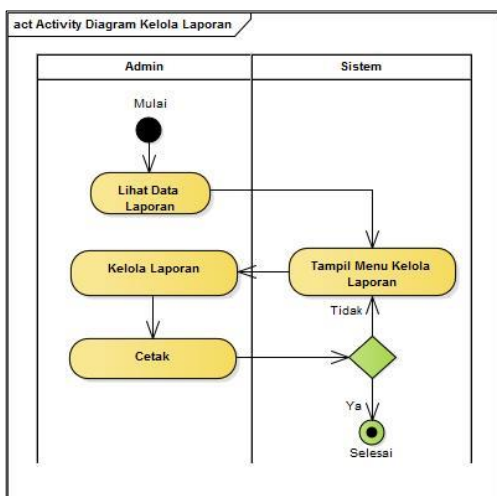 act Activity Diagram Kelola Laporan
Admin
Sistem
Mulai
Lihat Data
Laporan
Kelola Laporan
Tampil Menu Kelola
Laporan
Tidak
Cetak
Ya
Selesai